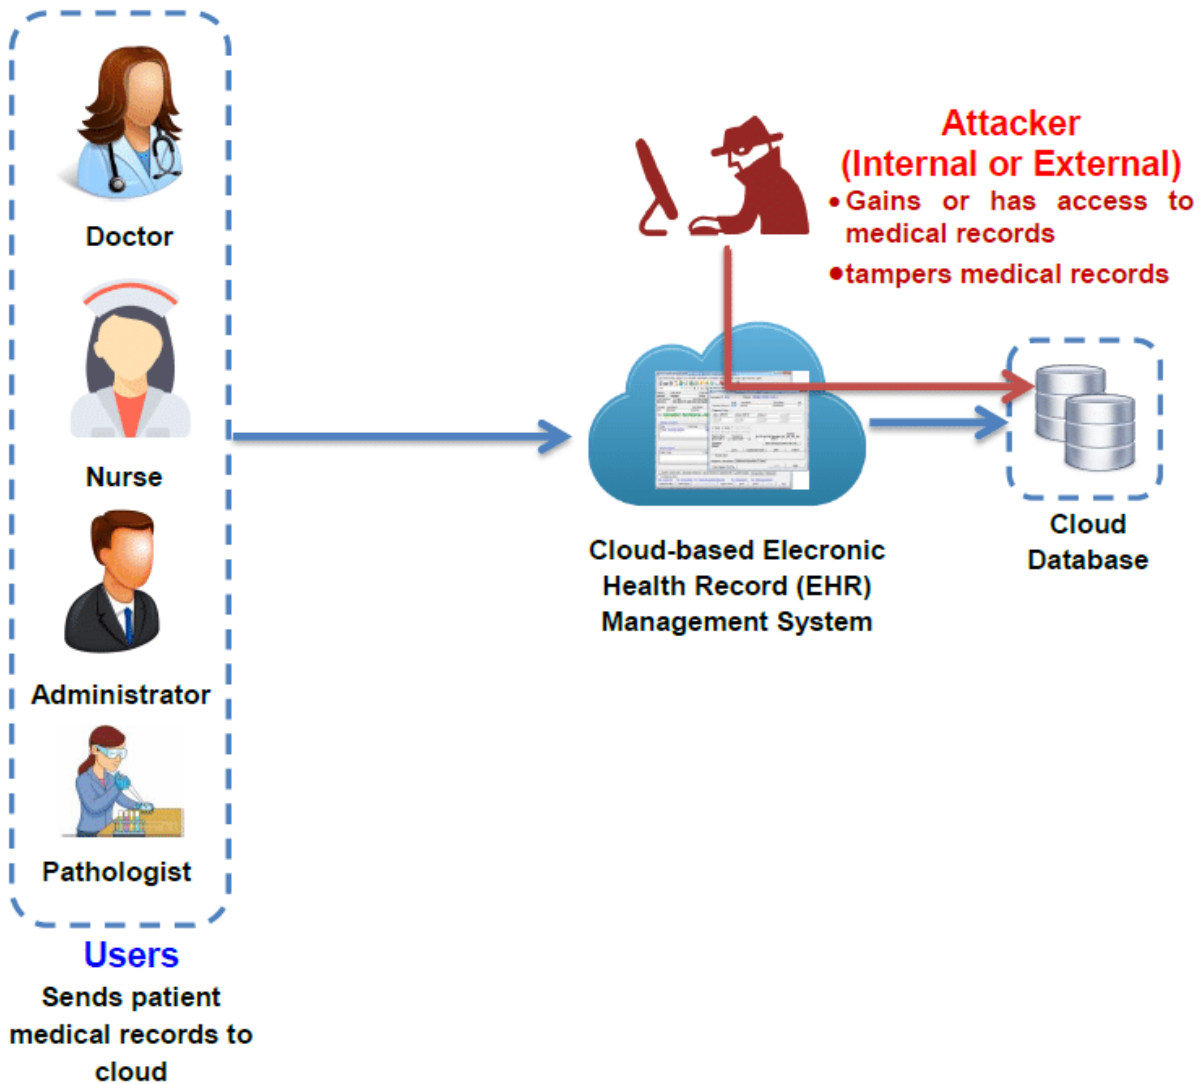 Doctor
Nurse
Administrator
Pathologist
Users
Sends patient
medical records to
cloud
Attacker
(Internal or External)
• Gains or has access to
medical records
• tampers medical records
Cloud-based Elecronic
Health Record (EHR)
Management System
Cloud
Database